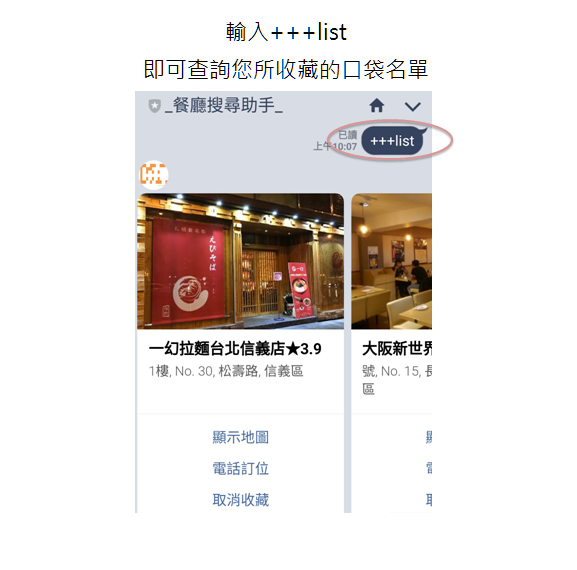 輸入+++list
即可查詢您所收藏的口袋名單
_餐廳搜尋助手_
已讀
上午10:07
+++list
えびそば
一幻拉麵台北信義店★3.9
1樓, No. 30, 松壽路, 信義區
顯示地圖
電話訂位
取消收藏
大阪新世界
號, No. 15, 長
區